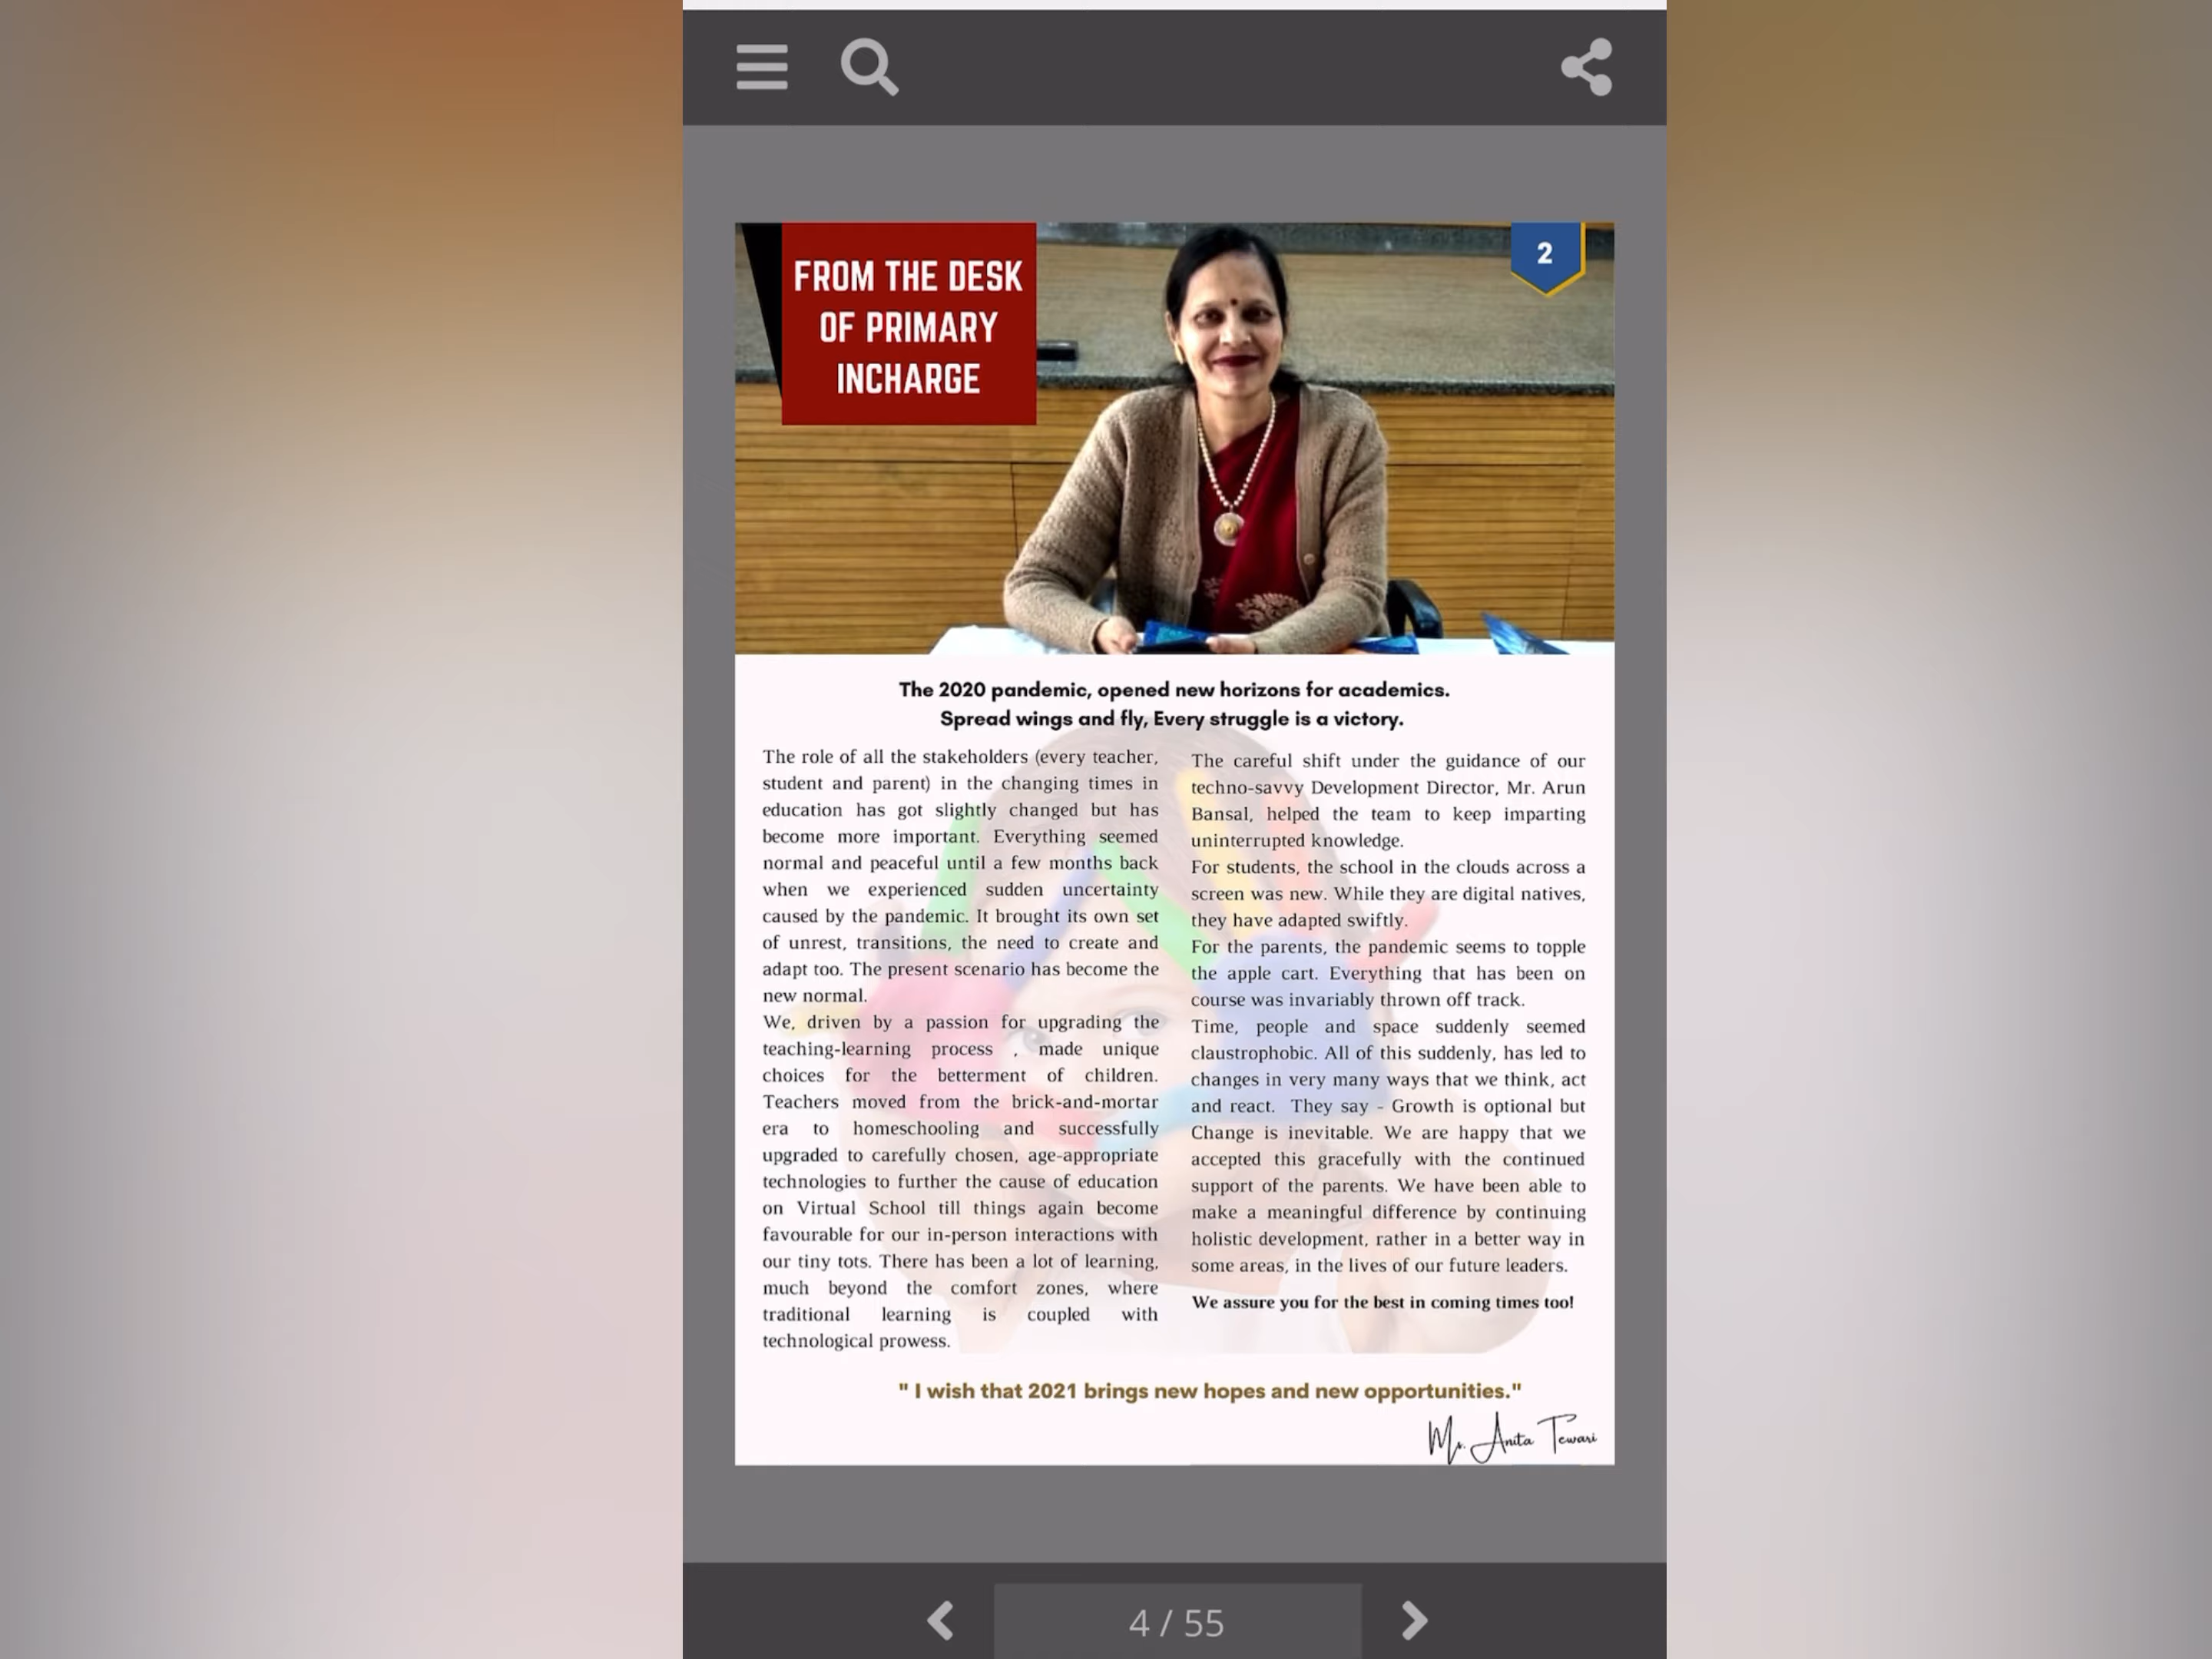 FROM THE DESK
OF PRIMARY
INCHARGE
2
The 2020 pandemic, opened new horizons for academics.
Spread wings and fly, Every struggle is a victory.
The role of all the stakeholders (every teacher,
student and parent) in the changing times in
education has got slightly changed but has
become more important. Everything seemed
normal and peaceful until a few months back
when we experienced sudden uncertainty
caused by the pandemic. It brought its own set
of unrest, transitions, the need to create and
adapt too. The present scenario has become the
new normal.
We, driven by a passion for upgrading the
teaching-learning process , made unique
choices for the betterment of children.
Teachers moved from the brick-and-mortar
era to homeschooling and successfully
upgraded to carefully chosen, age-appropriate
technologies to further the cause of education
on Virtual School till things again become
favourable for our in-person interactions with
our tiny tots. There has been a lot of learning,
much beyond the comfort zones, where
traditional learning is coupled with
technological prowess.
The careful shift under the guidance of our
techno-savvy Development Director, Mr. Arun
Bansal, helped the team to keep imparting
uninterrupted knowledge.
For students, the school in the clouds across a
screen was new. While they are digital natives,
they have adapted swiftly.
For the parents, the pandemic seems to topple
the apple cart. Everything that has been on
course was invariably thrown off track.
Time, people and space suddenly seemed
claustrophobic. All of this suddenly, has led to
changes in very many ways that we think, act
and react. They say - Growth is optional but
Change is inevitable. We are happy that we
accepted this gracefully with the continued
support of the parents. We have been able to
make a meaningful difference by continuing
holistic development, rather in a better way in
some areas, in the lives of our future leaders.
We assure you for the best in coming times too!
" I wish that 2021 brings new hopes and new opportunities."
Ms. Anita Tewari
4 / 55